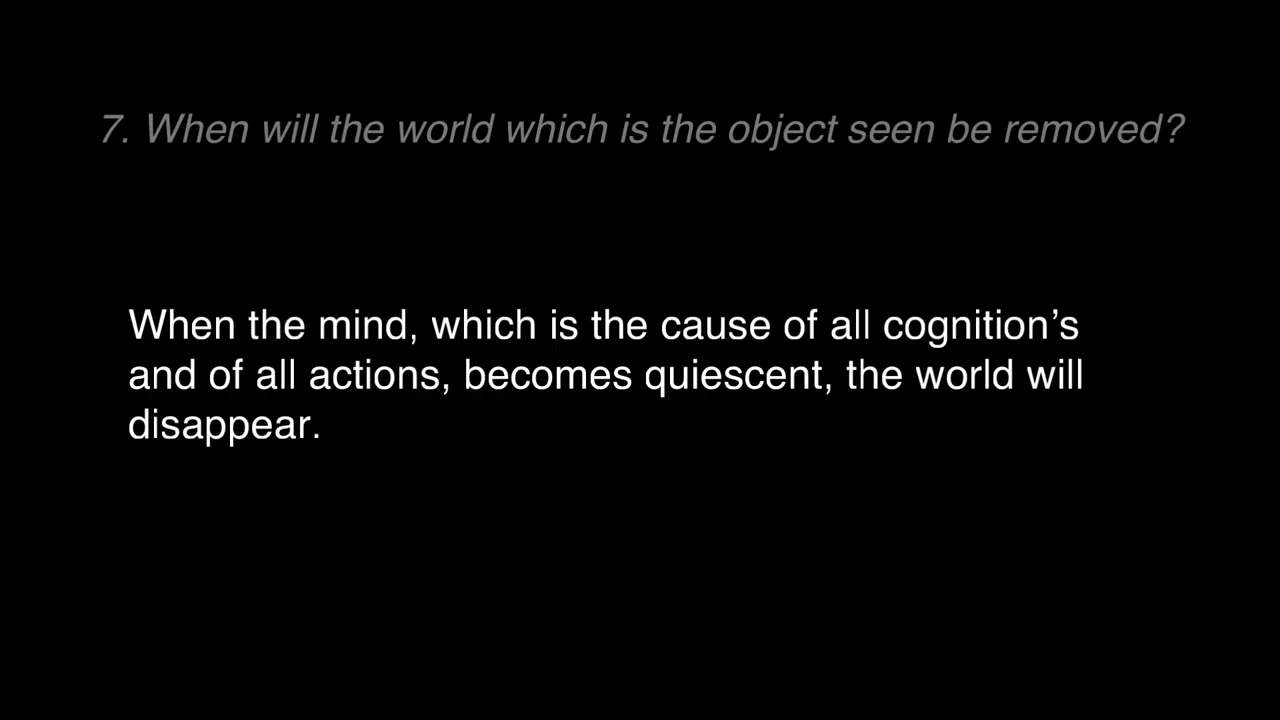 7. When will the world which is the object seen be removed?
When the mind, which is the cause of all cognition’s
and of all actions, becomes quiescent, the world will
disappear.